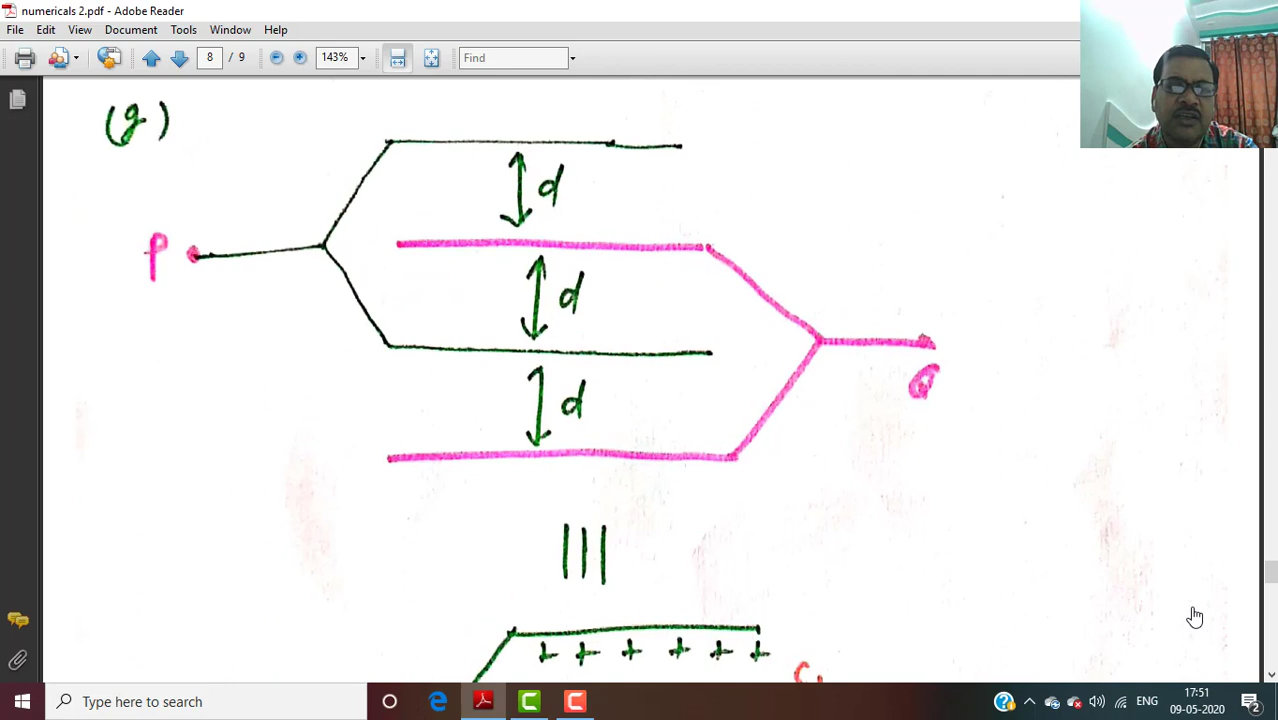 numericals 2.pdf - Adobe Reader
File Edit View Document Tools Window Help
8 / 9 143% Find
(g)
d
P
d
d
Q
+ + + + + +
C
Type here to search
ENG
17:51
09-05-2020
2